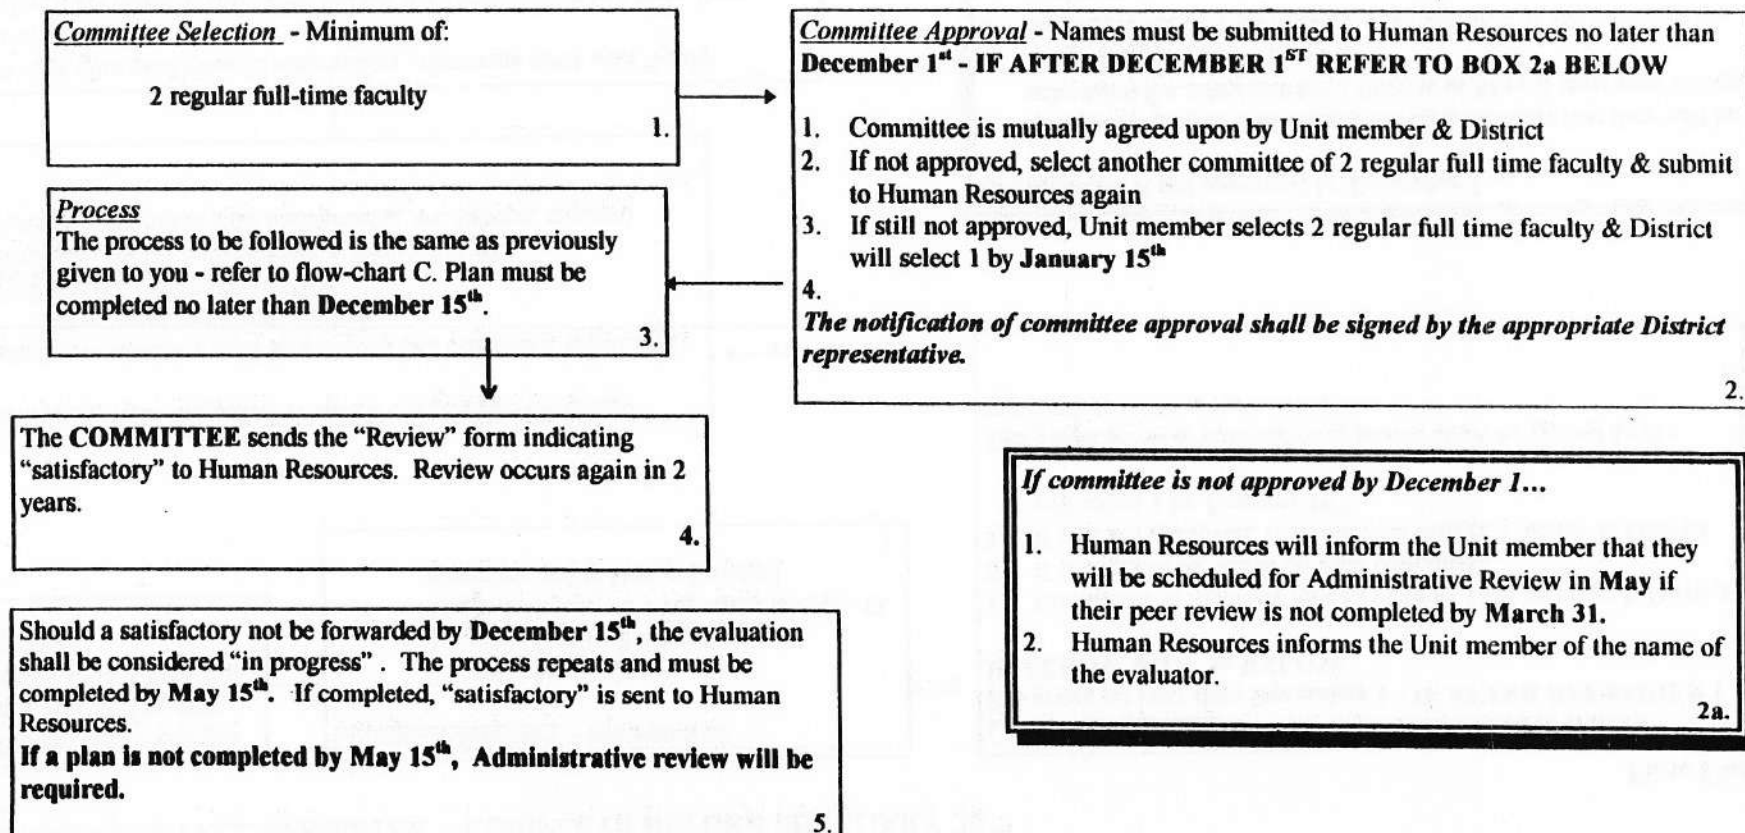 Committee Selection - Minimum of:
2 regular full-time faculty
1.
Committee Approval - Names must be submitted to Human Resources no later than
December 1st - IF AFTER DECEMBER 1ST REFER TO BOX 2a BELOW
1. Committee is mutually agreed upon by Unit member & District
2. If not approved, select another committee of 2 regular full time faculty & submit
to Human Resources again
3. If still not approved, Unit member selects 2 regular full time faculty & District
will select 1 by January 15th
4.
The notification of committee approval shall be signed by the appropriate District
representative.
2.
If committee is not approved by December 1...
1. Human Resources will inform the Unit member that they
will be scheduled for Administrative Review in May if
their peer review is not completed by March 31.
2. Human Resources informs the Unit member of the name of
the evaluator.
2a.
Process
The process to be followed is the same as previously
given to you - refer to flow-chart C. Plan must be
completed no later than December 15th.
3.
The COMMITTEE sends the “Review” form indicating
“satisfactory” to Human Resources. Review occurs again in 2
years.
4.
Should a satisfactory not be forwarded by December 15th, the evaluation
shall be considered “in progress” . The process repeats and must be
completed by May 15th. If completed, “satisfactory” is sent to Human
Resources.
If a plan is not completed by May 15th, Administrative review will be
required.
5.